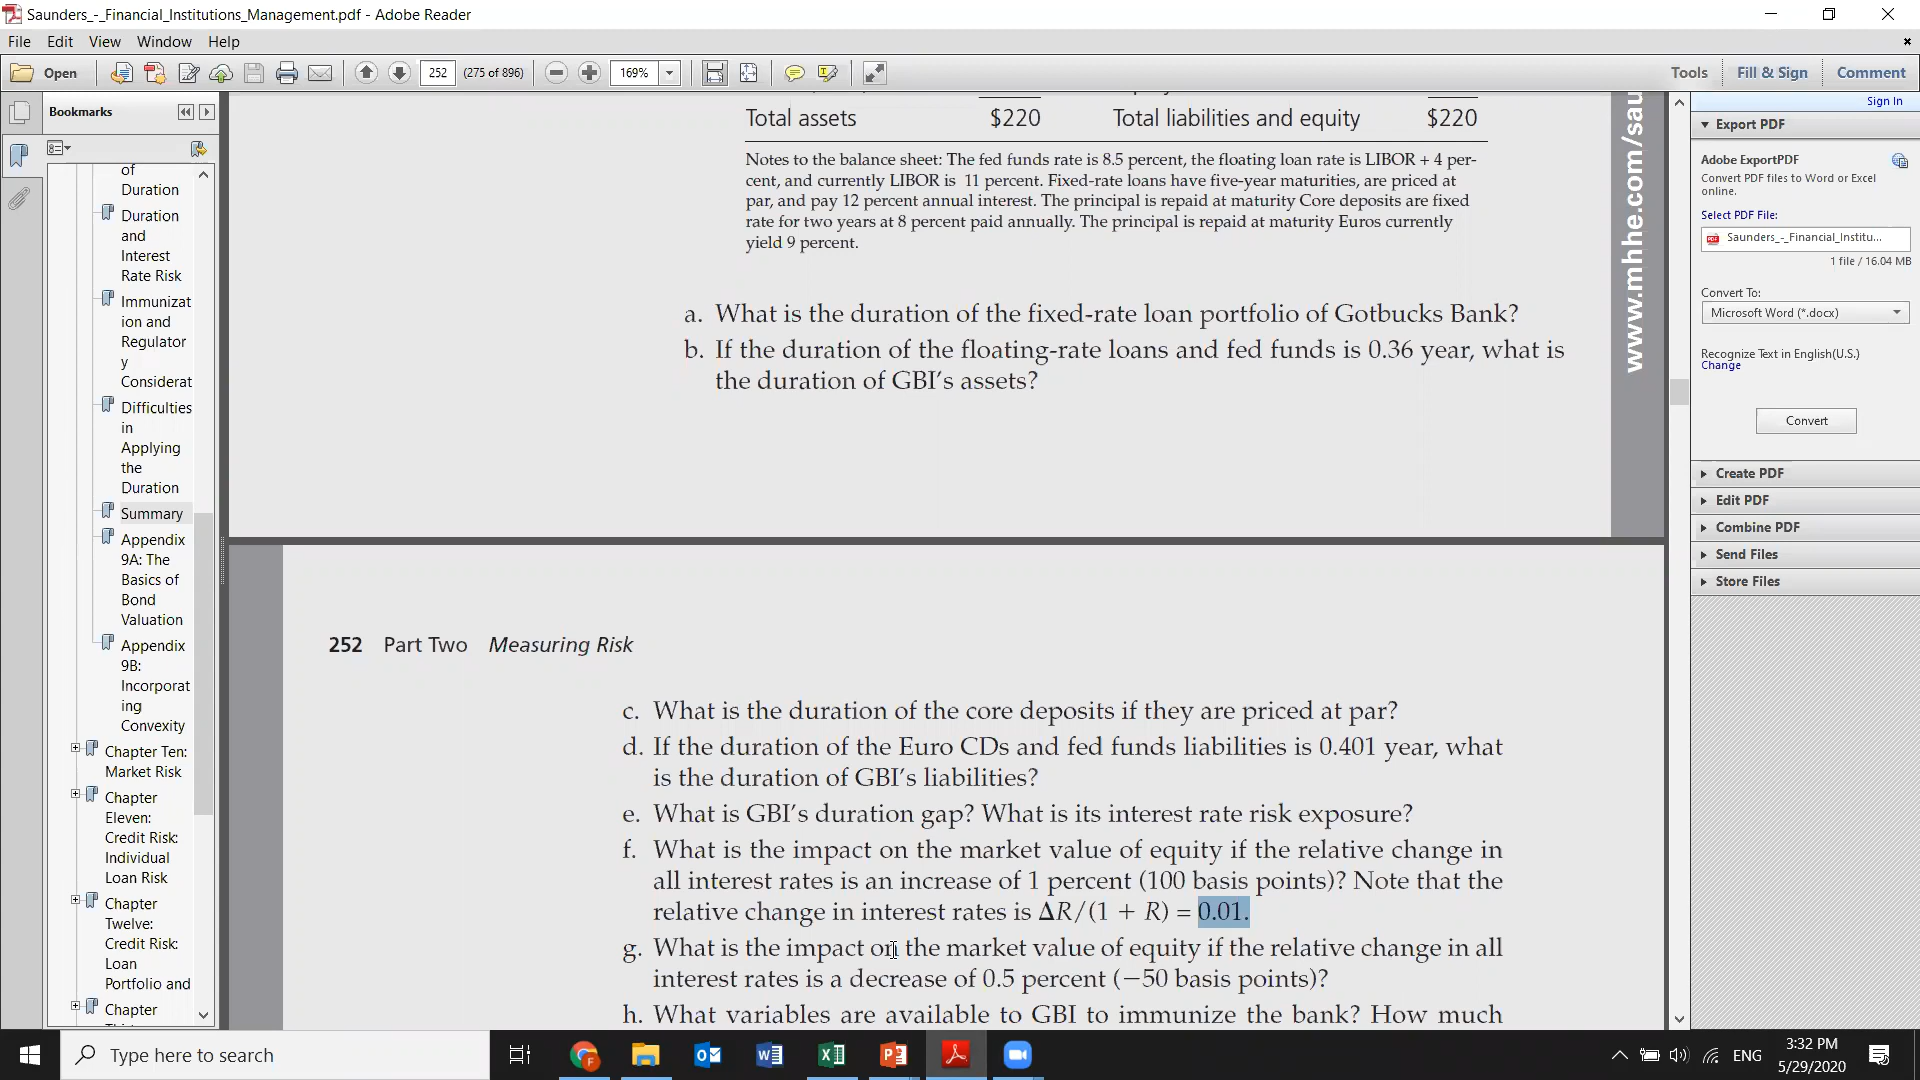 Saunders_-_Financial_Institutions_Management.pdf - Adobe Reader
File Edit View Window Help
Open 252 (275 of 896) 169% Tools Fill & Sign Comment
Bookmarks
of
Duration
Duration
and
Interest
Rate Risk
Immunizat
ion and
Regulator
y
Considerat
Difficulties
in
Applying
the
Duration
Summary
Appendix
9A: The
Basics of
Bond
Valuation
Appendix
9B:
Incorporat
ing
Convexity
Chapter Ten:
Market Risk
Chapter
Eleven:
Credit Risk:
Individual
Loan Risk
Chapter
Twelve:
Credit Risk:
Loan
Portfolio and
Chapter
Total assets $220 Total liabilities and equity $220
Notes to the balance sheet: The fed funds rate is 8.5 percent, the floating loan rate is LIBOR + 4 per-
cent, and currently LIBOR is 11 percent. Fixed-rate loans have five-year maturities, are priced at
par, and pay 12 percent annual interest. The principal is repaid at maturity Core deposits are fixed
rate for two years at 8 percent paid annually. The principal is repaid at maturity Euros currently
yield 9 percent.
a. What is the duration of the fixed-rate loan portfolio of Gotbucks Bank?
b. If the duration of the floating-rate loans and fed funds is 0.36 year, what is
the duration of GBI's assets?
www.mhhe.com/sau
252 Part Two Measuring Risk
c. What is the duration of the core deposits if they are priced at par?
d. If the duration of the Euro CDs and fed funds liabilities is 0.401 year, what
is the duration of GBI's liabilities?
e. What is GBI's duration gap? What is its interest rate risk exposure?
f. What is the impact on the market value of equity if the relative change in
all interest rates is an increase of 1 percent (100 basis points)? Note that the
relative change in interest rates is ΔR/(1 + R) = 0.01.
g. What is the impact on the market value of equity if the relative change in all
interest rates is a decrease of 0.5 percent (−50 basis points)?
h. What variables are available to GBI to immunize the bank? How much
Sign In
Export PDF
Adobe ExportPDF
Convert PDF files to Word or Excel
online.
Select PDF File:
Saunders_-_Financial_Institu...
1 file / 16.04 MB
Convert To:
Microsoft Word (*.docx)
Recognize Text in English(U.S.)
Change
Convert
Create PDF
Edit PDF
Combine PDF
Send Files
Store Files
Type here to search
ENG
3:32 PM
5/29/2020